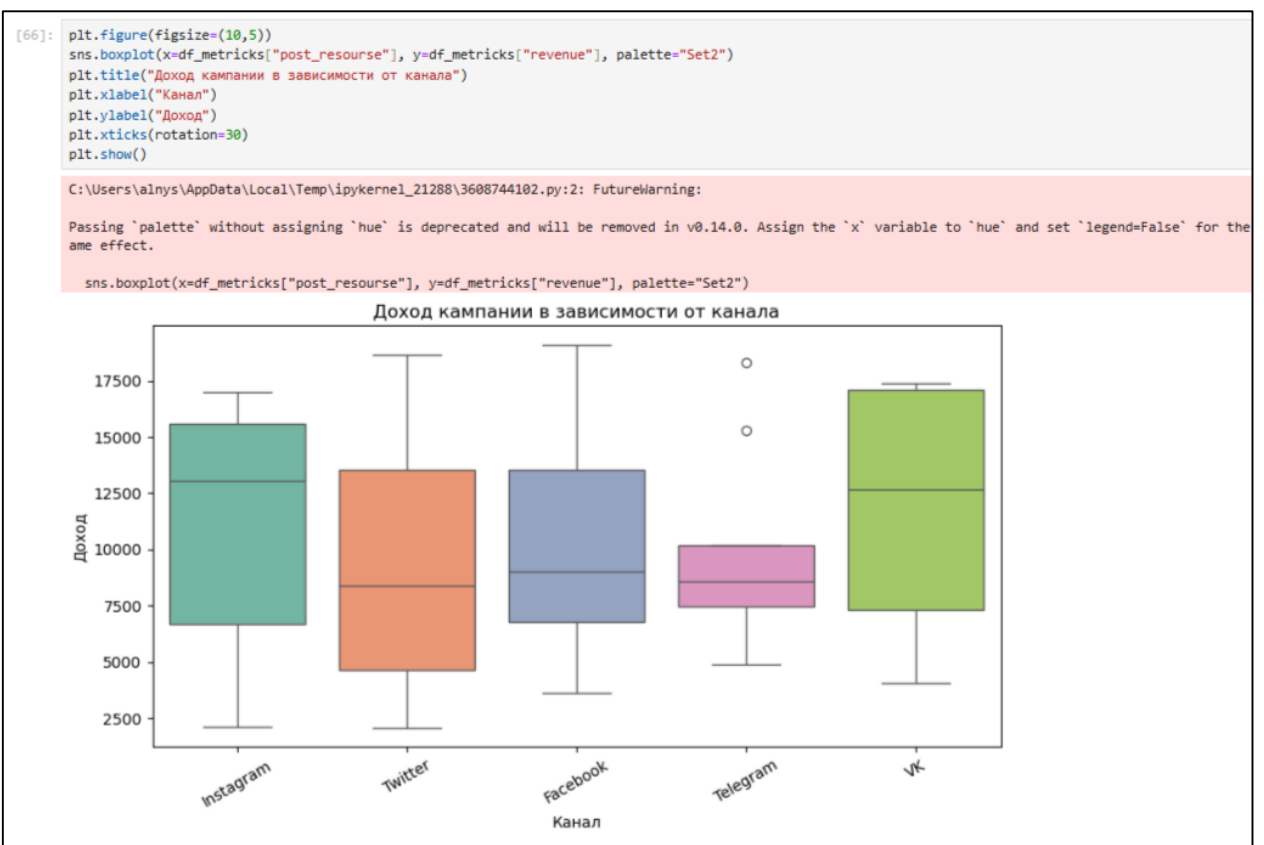 [66]: plt.figure(figsize=(10,5))
sns.boxplot(x=df_metricks["post_resourse"], y=df_metricks["revenue"], palette="Set2")
plt.title("Доход кампании в зависимости от канала")
plt.xlabel("Канал")
plt.ylabel("Доход")
plt.xticks(rotation=30)
plt.show()
C:\Users\alnys\AppData\Local\Temp\ipykernel_21288\3608744102.py:2: FutureWarning:
Passing `palette` without assigning `hue` is deprecated and will be removed in v0.14.0. Assign the `x` variable to `hue` and set `legend=False` for the
ame effect.
sns.boxplot(x=df_metricks["post_resourse"], y=df_metricks["revenue"], palette="Set2")
Доход кампании в зависимости от канала
17500
15000
12500
10000
7500
5000
2500
Доход
Instagram
Twitter
Facebook
Telegram
VK
Канал